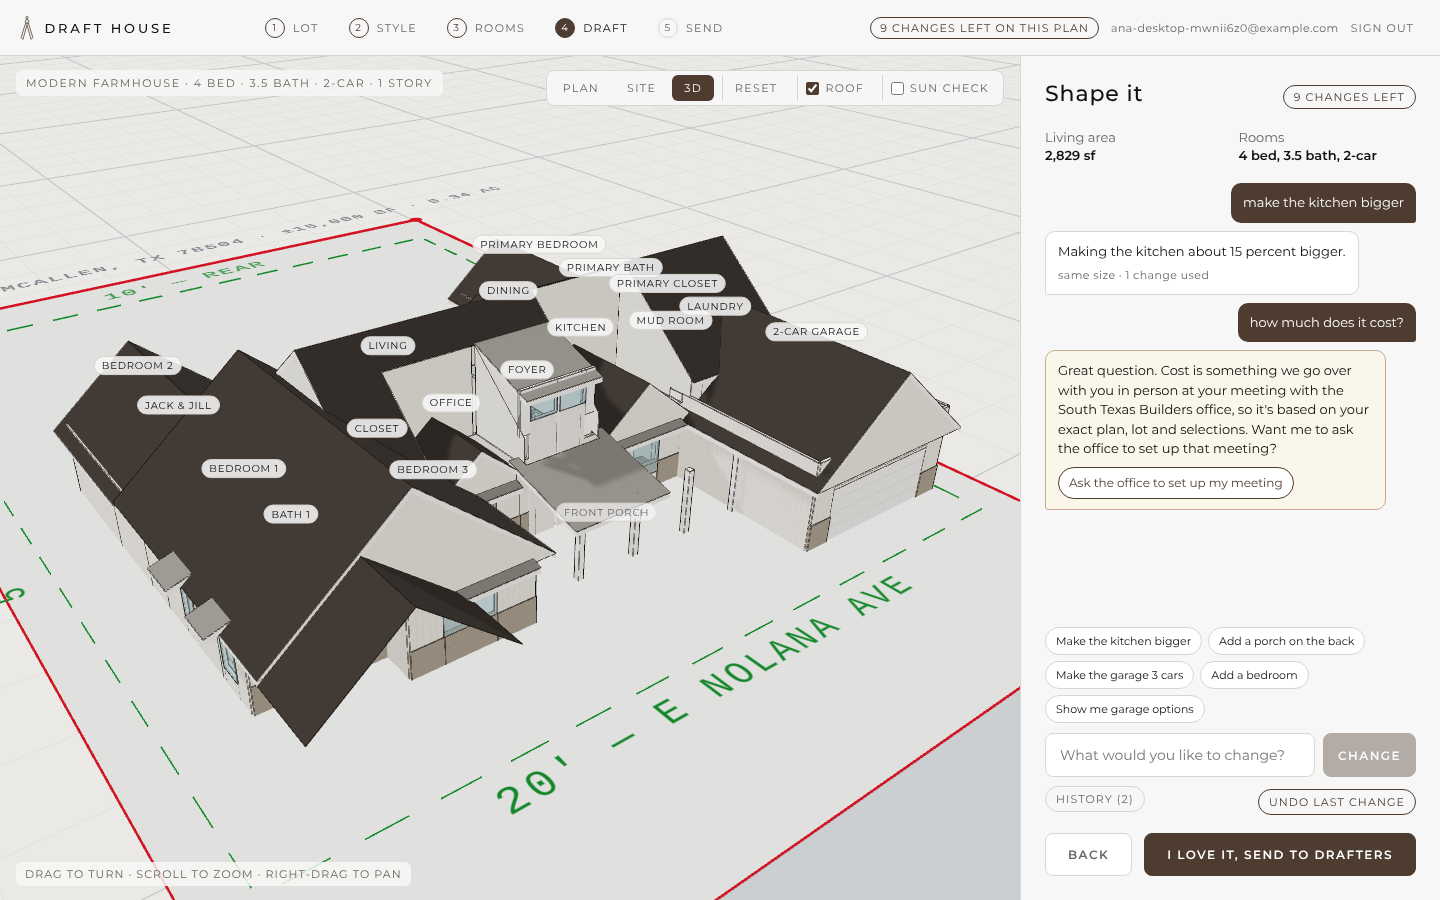 DRAFT HOUSE
1 LOT
2 STYLE
3 ROOMS
4 DRAFT
5 SEND
9 CHANGES LEFT ON THIS PLAN
ana-desktop-mwnii6z0@example.com
SIGN OUT
MODERN FARMHOUSE · 4 BED · 3.5 BATH · 2-CAR · 1 STORY
PLAN
SITE
3D
RESET
ROOF
SUN CHECK
MCALLEN, TX 78504 ·
0.34 AC
10' — REAR
PRIMARY BEDROOM
PRIMARY BATH
PRIMARY CLOSET
DINING
LAUNDRY
MUD ROOM
KITCHEN
2-CAR GARAGE
LIVING
BEDROOM 2
FOYER
JACK & JILL
OFFICE
CLOSET
BEDROOM 1
BEDROOM 3
BATH 1
FRONT PORCH
20' — E NOLANA AVE
DRAG TO TURN · SCROLL TO ZOOM · RIGHT-DRAG TO PAN
Shape it
9 CHANGES LEFT
Living area
2,829 sf
Rooms
4 bed, 3.5 bath, 2-car
make the kitchen bigger
Making the kitchen about 15 percent bigger.
same size · 1 change used
how much does it cost?
Great question. Cost is something we go over
with you in person at your meeting with the
South Texas Builders office, so it's based on your
exact plan, lot and selections. Want me to ask
the office to set up that meeting?
Ask the office to set up my meeting
Make the kitchen bigger
Add a porch on the back
Make the garage 3 cars
Add a bedroom
Show me garage options
What would you like to change?
CHANGE
HISTORY (2)
UNDO LAST CHANGE
BACK
I LOVE IT, SEND TO DRAFTERS